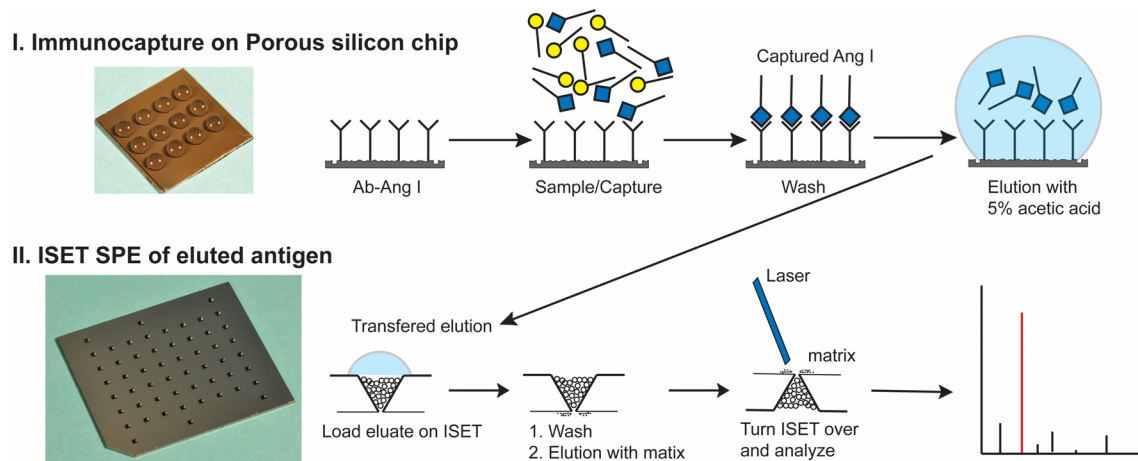 I. Immunocapture on Porous silicon chip
Captured Ang I
Ab-Ang I
Sample/Capture
Wash
Elution with
5% acetic acid
II. ISET SPE of eluted antigen
Transfered elution
Laser
matrix
Load eluate on ISET
1. Wash
2. Elution with matix
Turn ISET over
and analyze